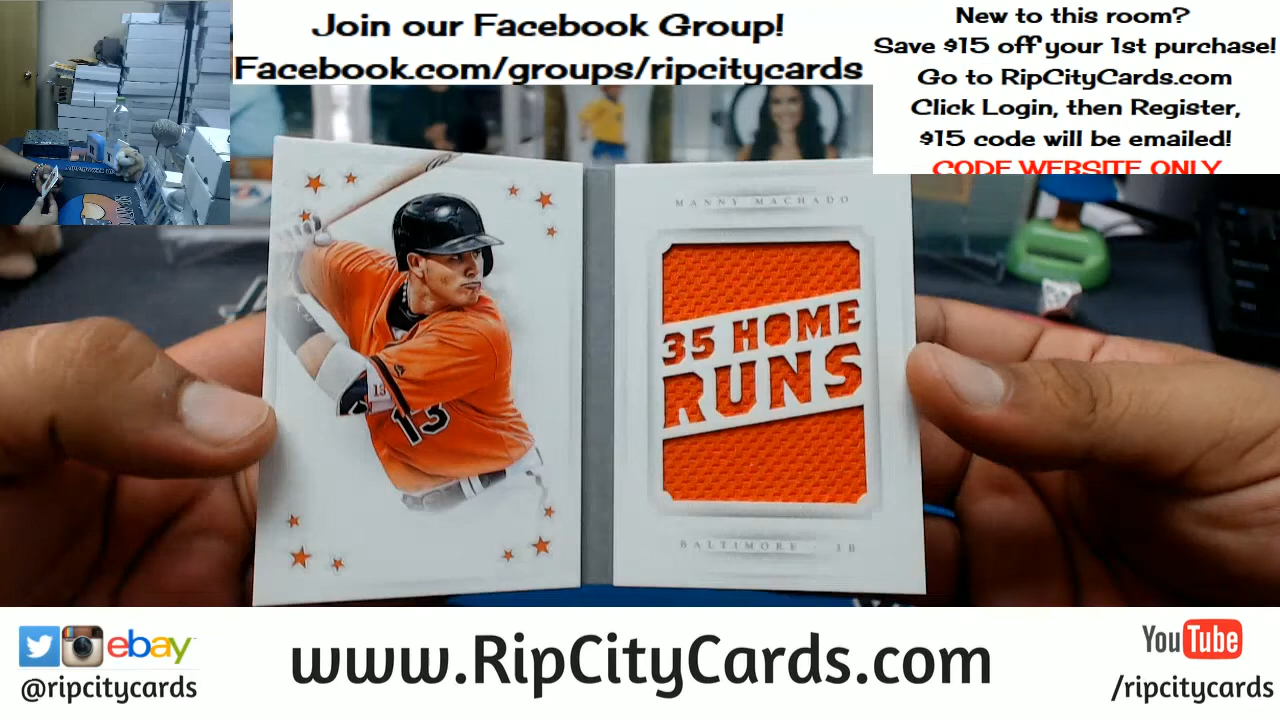 Join our Facebook Group!
Facebook.com/groups/ripcitycards
New to this room?
Save $15 off your 1st purchase!
Go to RipCityCards.com
Click Login, then Register,
$15 code will be emailed!
CODE WEBSITE ONLY
MANNY MACHADO
35 HOME
RUNS
13
13
BALTIMORE · 3B
ebay
@ripcitycards
www.RipCityCards.com
YouTube
/ripcitycards